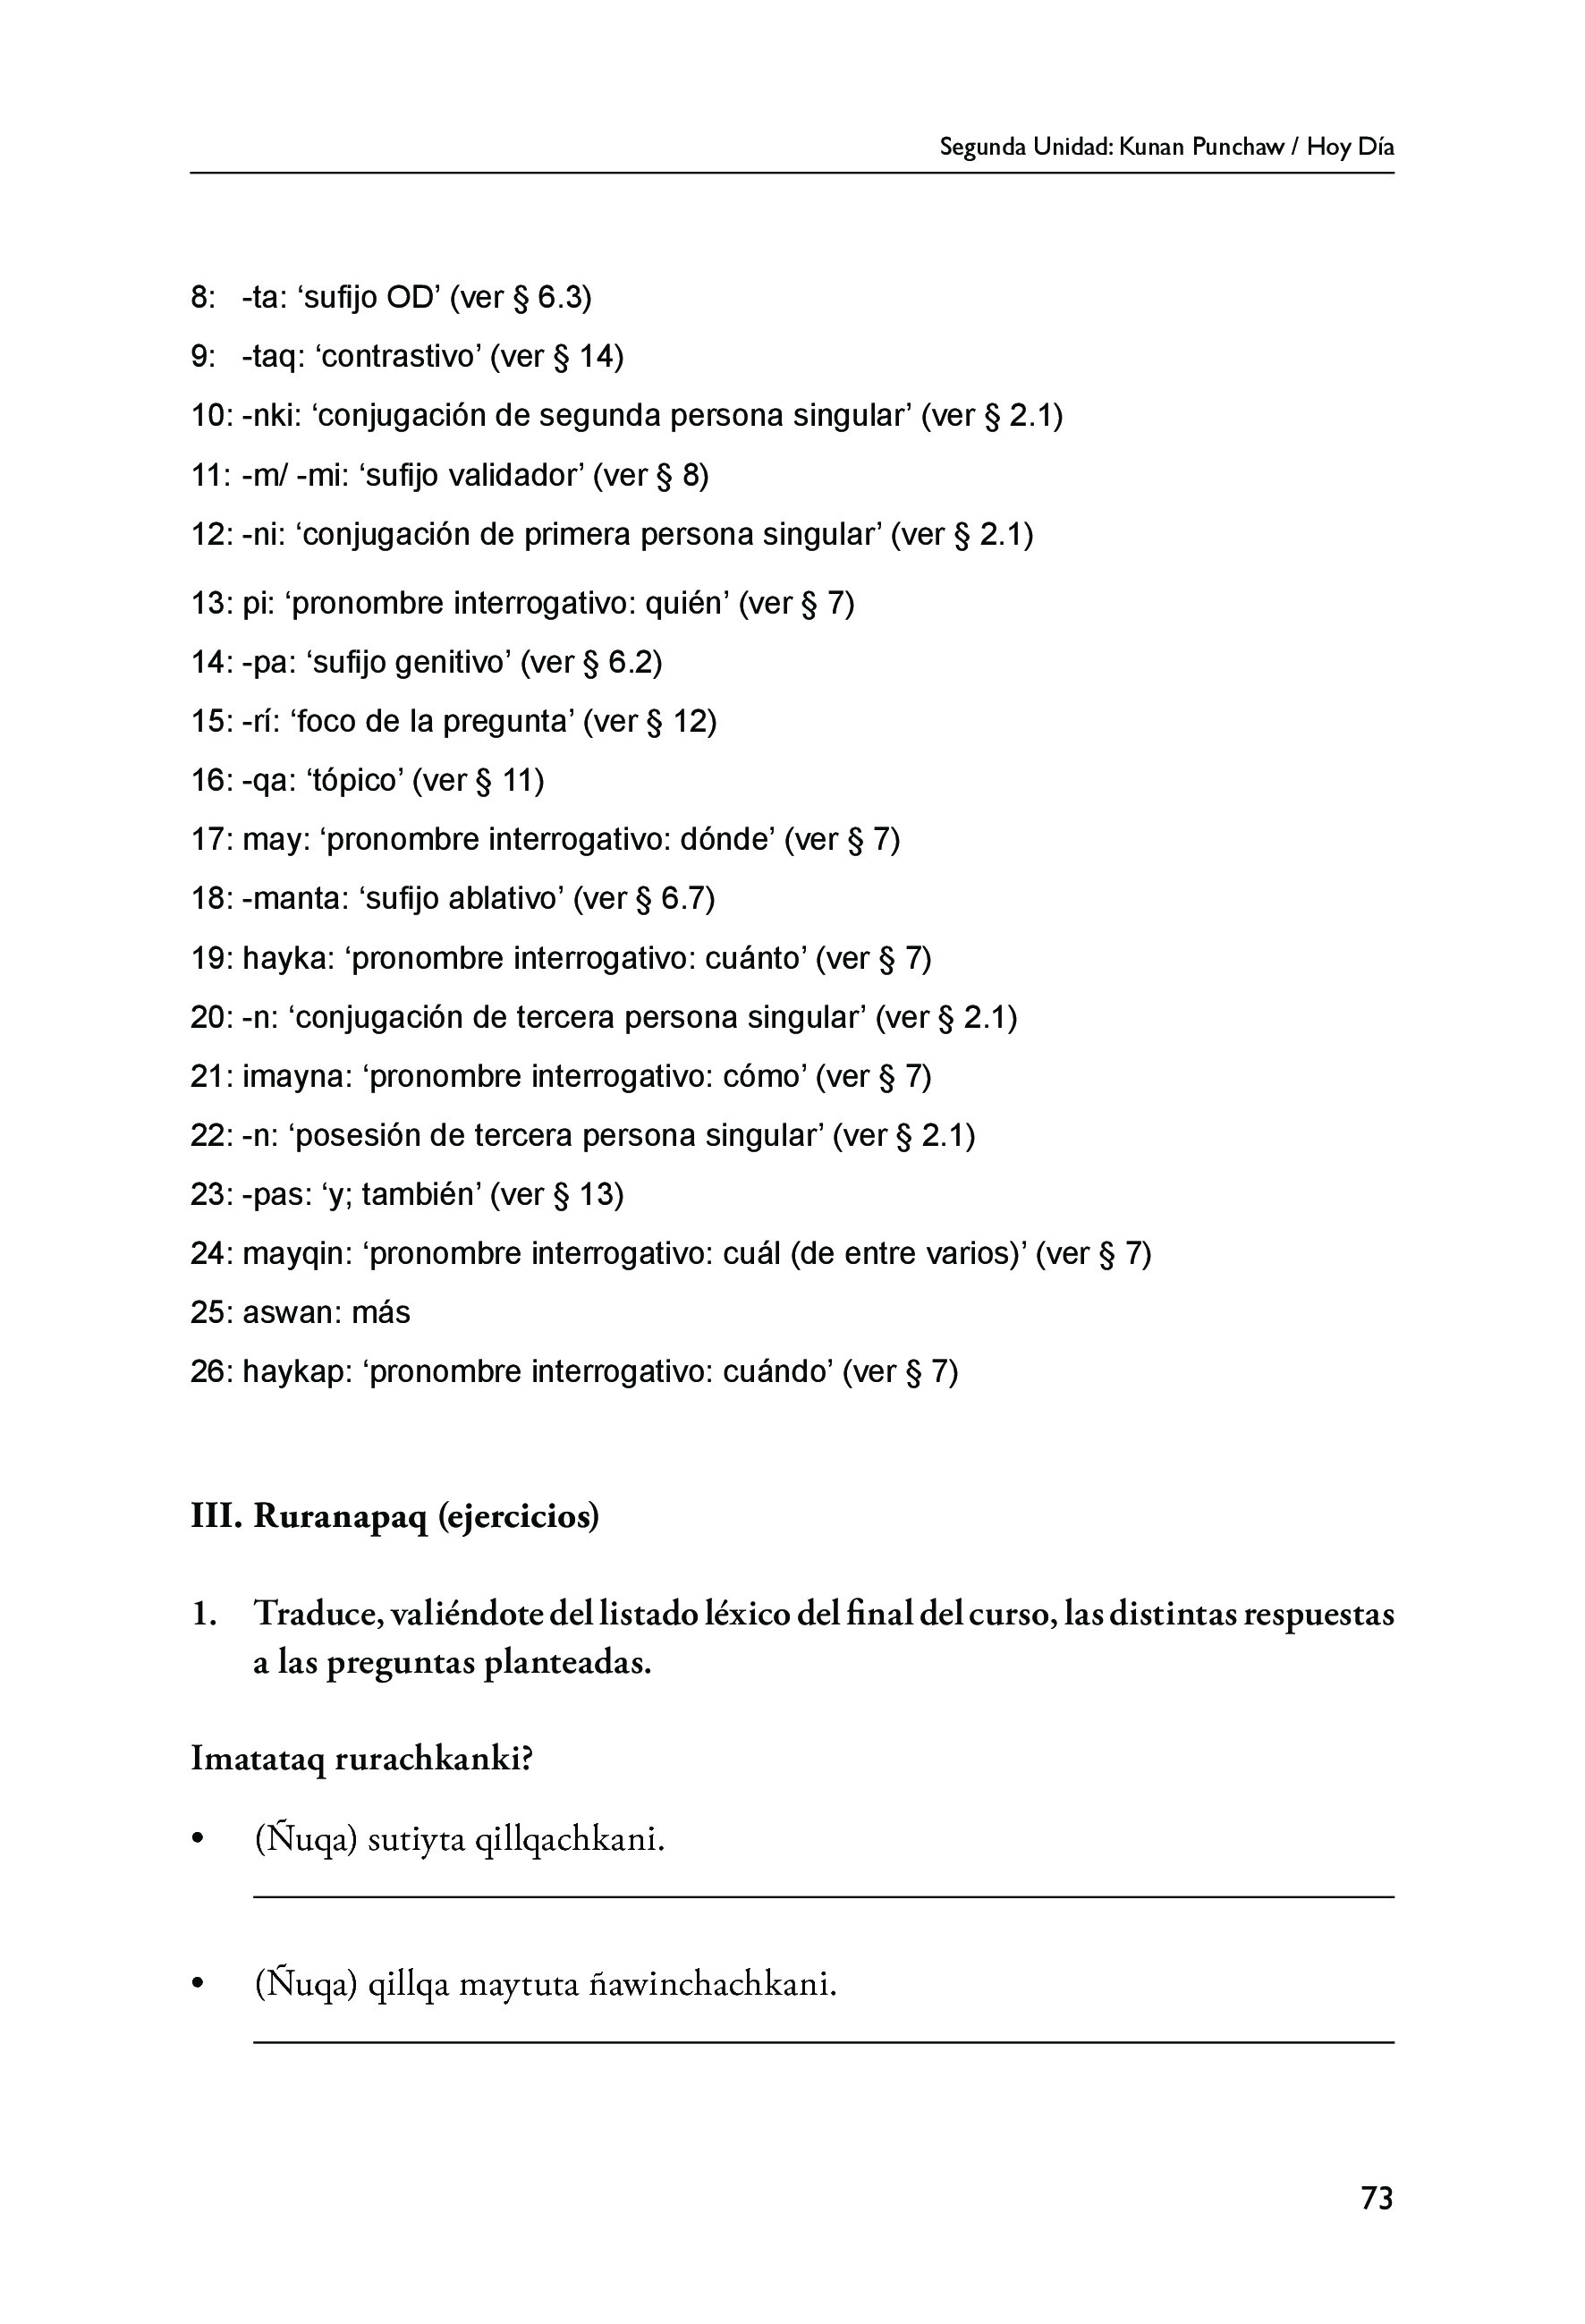 Segunda Unidad: Kunan Punchaw / Hoy Día
8: -ta: ‘sufijo OD’ (ver § 6.3)
9: -taq: ‘contrastivo’ (ver § 14)
10: -nki: ‘conjugación de segunda persona singular’ (ver § 2.1)
11: -m/ -mi: ‘sufijo validador’ (ver § 8)
12: -ni: ‘conjugación de primera persona singular’ (ver § 2.1)
13: pi: ‘pronombre interrogativo: quién’ (ver § 7)
14: -pa: ‘sufijo genitivo’ (ver § 6.2)
15: -rí: ‘foco de la pregunta’ (ver § 12)
16: -qa: ‘tópico’ (ver § 11)
17: may: ‘pronombre interrogativo: dónde’ (ver § 7)
18: -manta: ‘sufijo ablativo’ (ver § 6.7)
19: hayka: ‘pronombre interrogativo: cuánto’ (ver § 7)
20: -n: ‘conjugación de tercera persona singular’ (ver § 2.1)
21: imayna: ‘pronombre interrogativo: cómo’ (ver § 7)
22: -n: ‘posesión de tercera persona singular’ (ver § 2.1)
23: -pas: ‘y; también’ (ver § 13)
24: mayqin: ‘pronombre interrogativo: cuál (de entre varios)’ (ver § 7)
25: aswan: más
26: haykap: ‘pronombre interrogativo: cuándo’ (ver § 7)
III. Ruranapaq (ejercicios)
1. Traduce, valiéndote del listado léxico del final del curso, las distintas respuestas
a las preguntas planteadas.
Imatataq rurachkanki?
• (Ñuqa) sutiyta qillqachkani.
• (Ñuqa) qillqa maytuta ñawinchachkani.
73